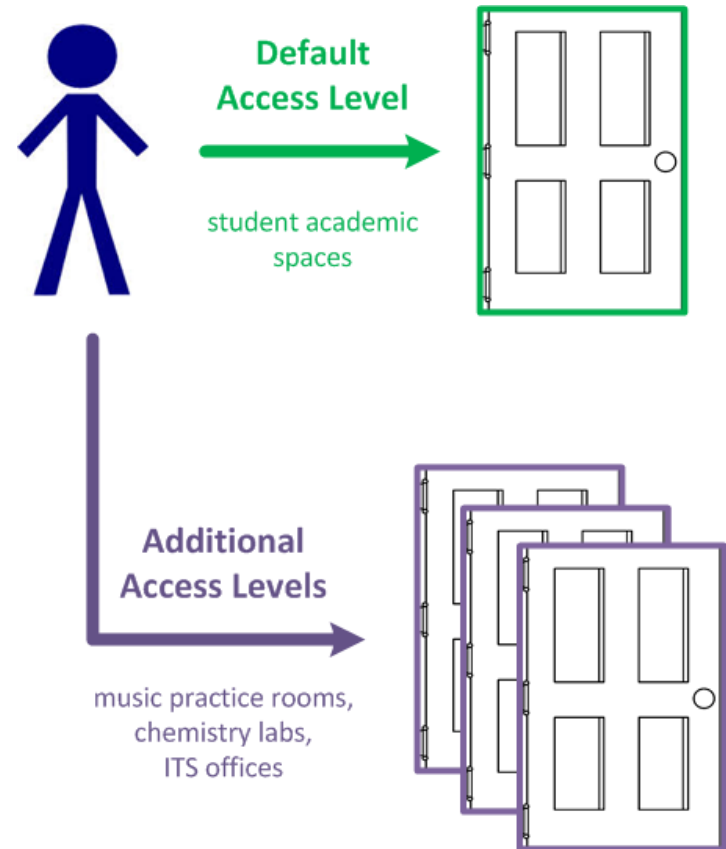 Default
Access Level
student academic
spaces
Additional
Access Levels
music practice rooms,
chemistry labs,
ITS offices